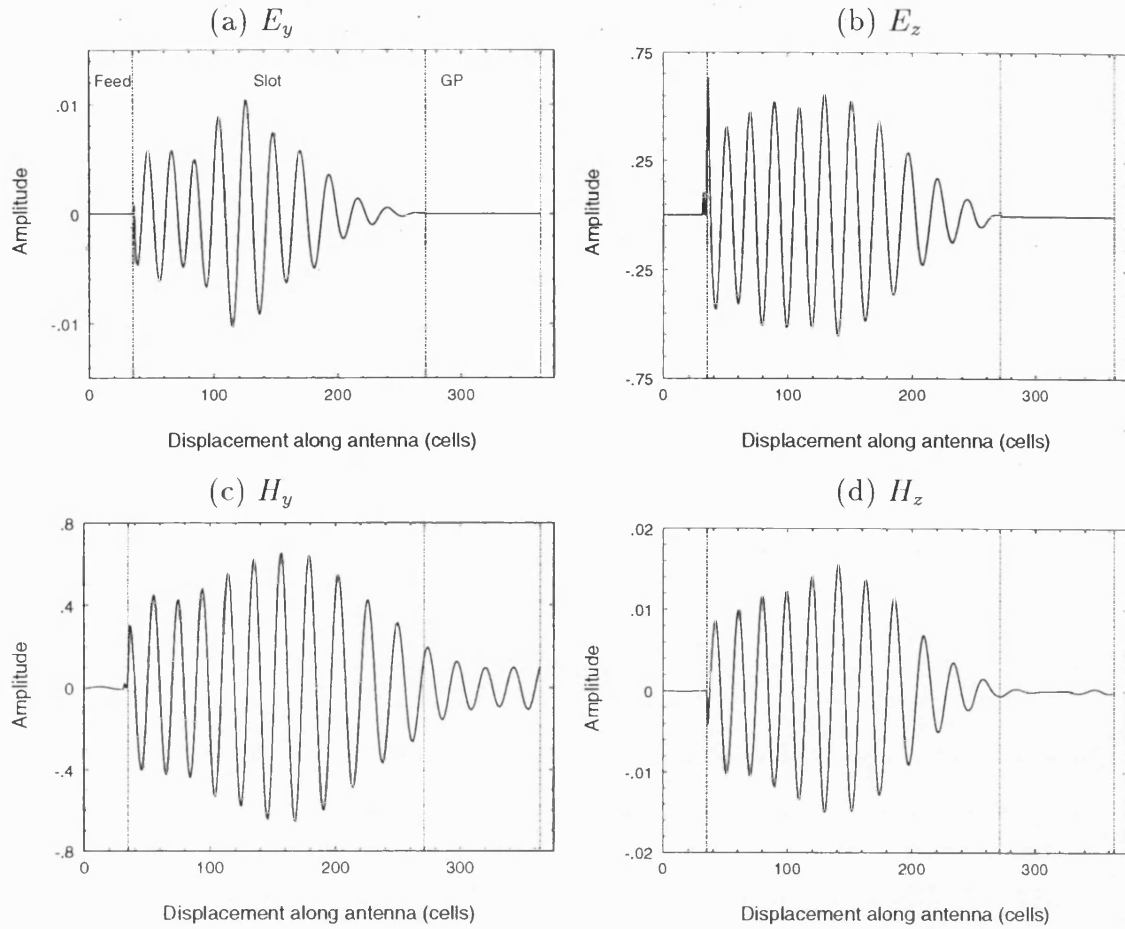 (a) E_y
(b) E_z
Feed Slot GP
.01
0
-.01
Amplitude
0 100 200 300
Displacement along antenna (cells)
.75
.25
0
-.25
-.75
Amplitude
0 100 200 300
Displacement along antenna (cells)
(c) H_y
(d) H_z
.8
.4
0
-.4
-.8
Amplitude
0 100 200 300
Displacement along antenna (cells)
.02
.01
0
-.01
-.02
Amplitude
0 100 200 300
Displacement along antenna (cells)